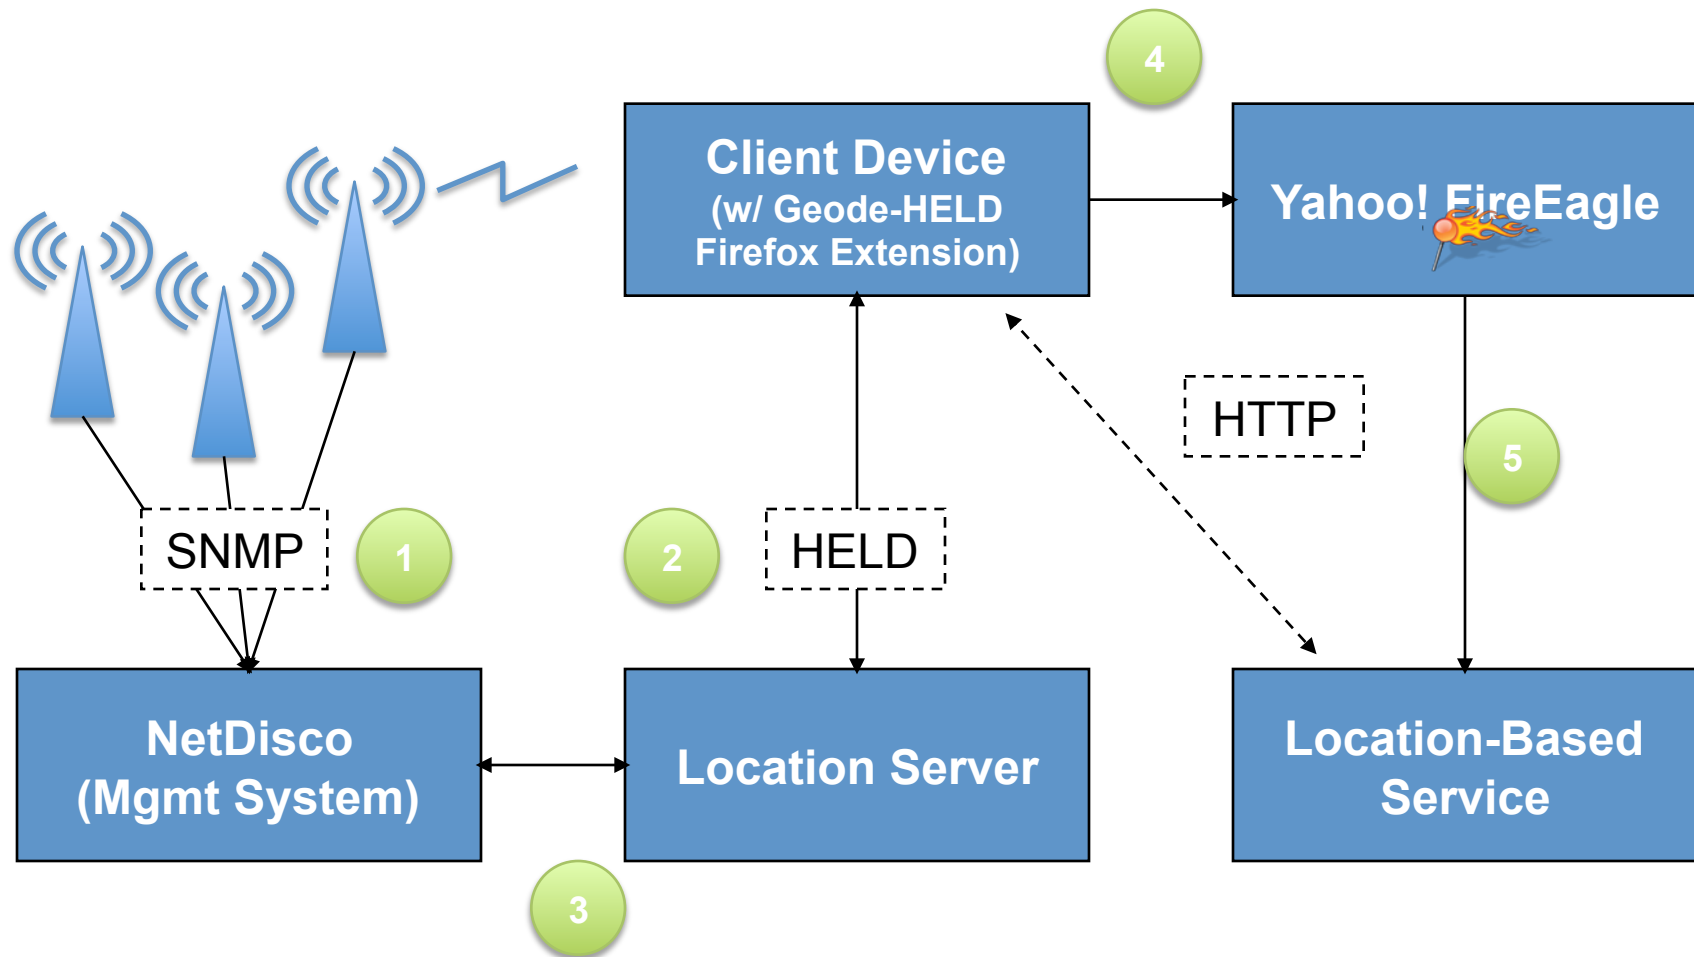 4
Client Device
(w/ Geode-HELD
Firefox Extension)
Yahoo! FireEagle
HTTP
5
SNMP
1
2
HELD
NetDisco
(Mgmt System)
Location Server
Location-Based
Service
3